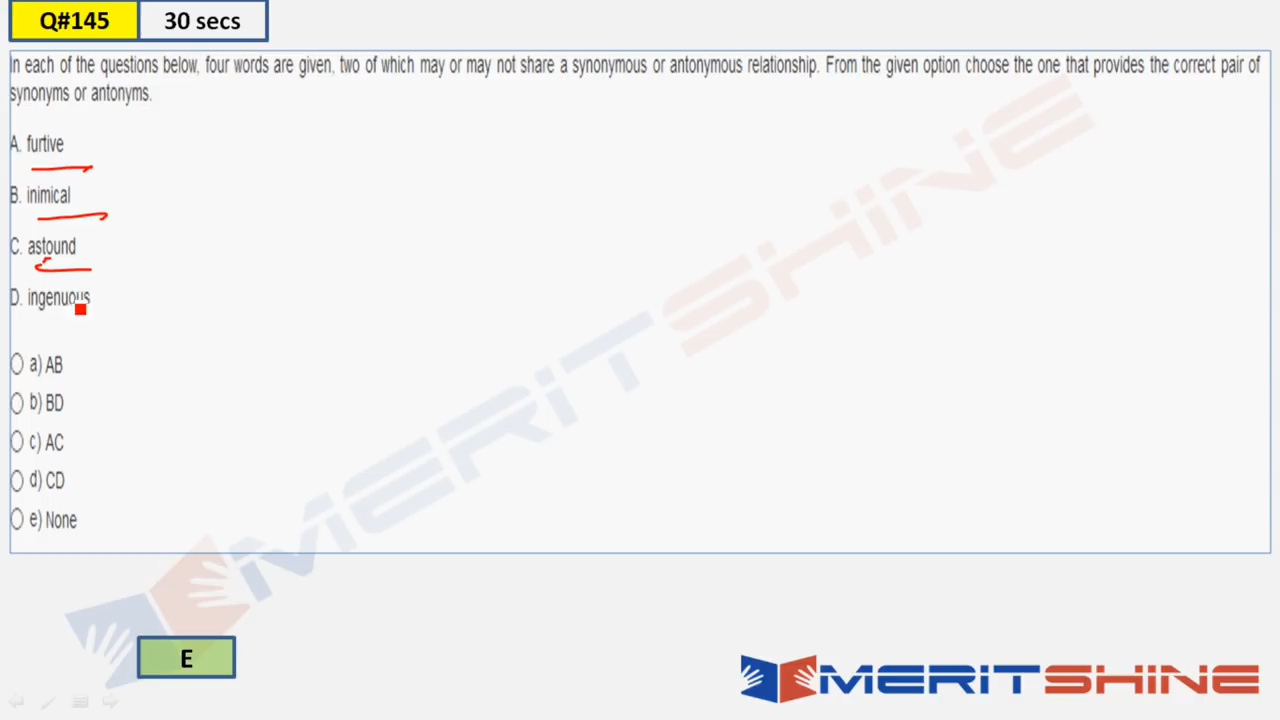 Q#145 30 secs
In each of the questions below, four words are given, two of which may or may not share a synonymous or antonymous relationship. From the given option choose the one that provides the correct pair of
synonyms or antonyms.
A. furtive
B. inimical
C. astound
D. ingenuous
a) AB
b) BD
c) AC
d) CD
e) None
MERITSHINE
E
MERITSHINE